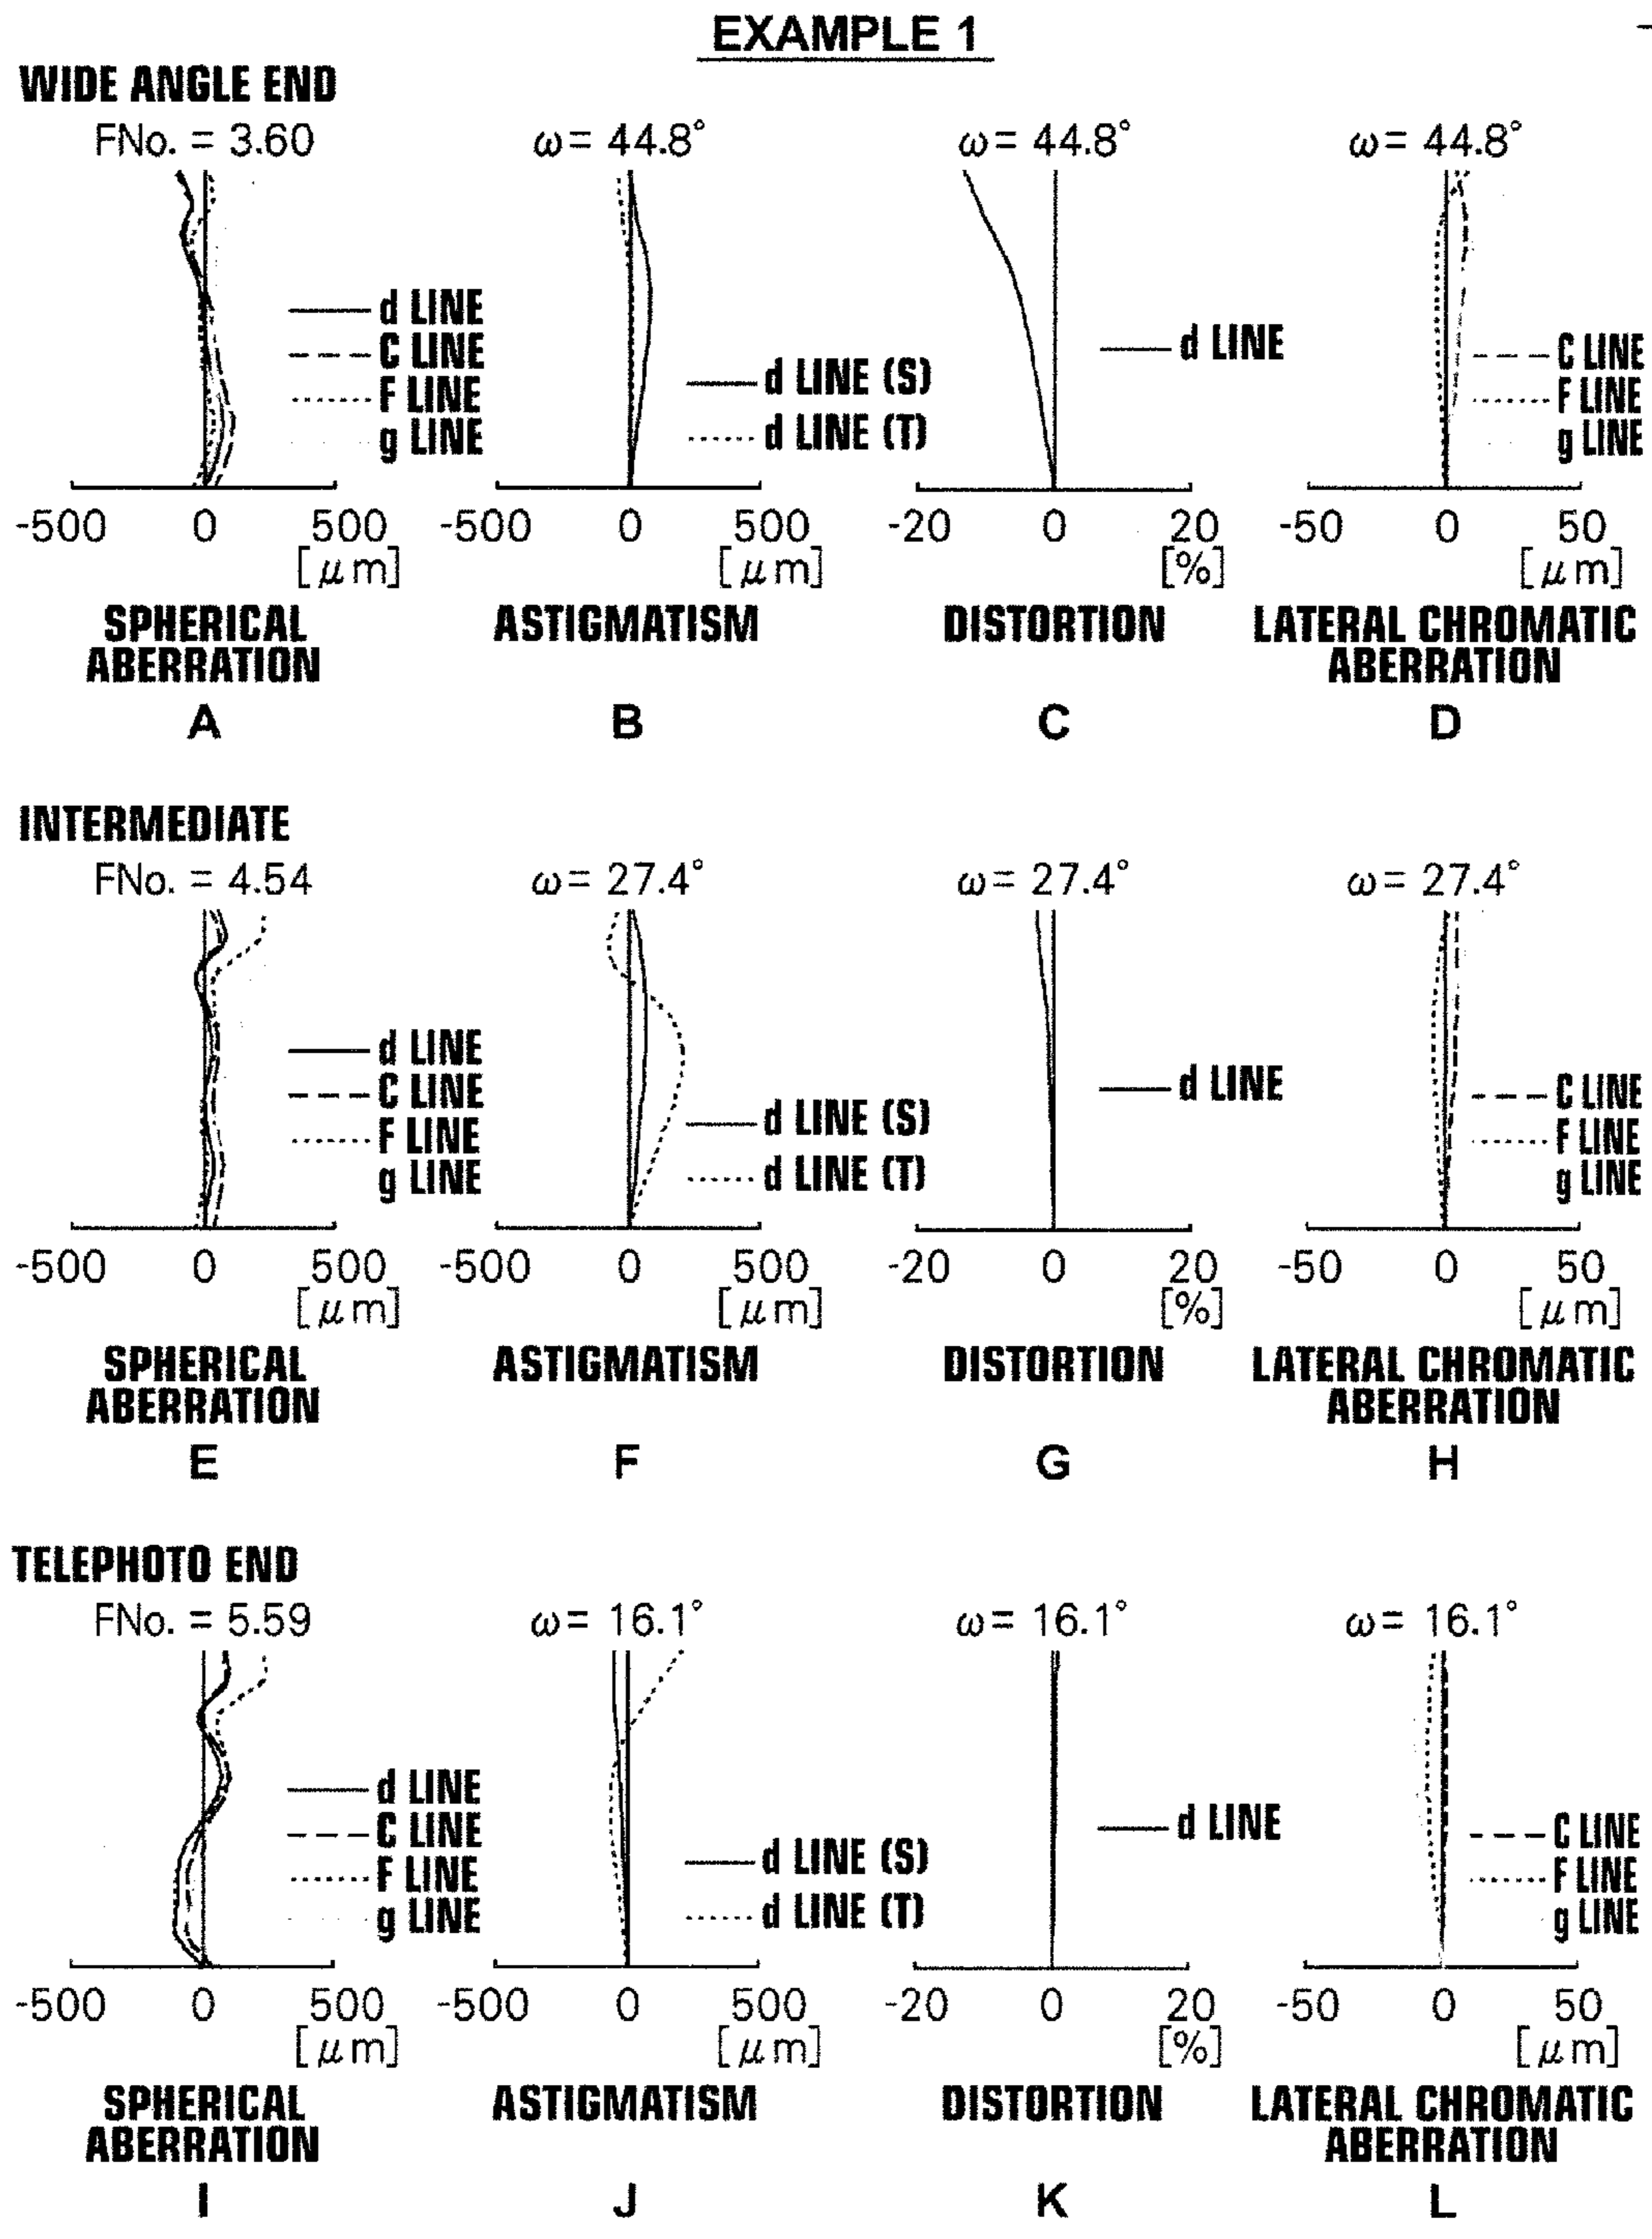 EXAMPLE 1
WIDE ANGLE END
FNo. = 3.60
ω= 44.8°
ω= 44.8°
ω= 44.8°
d LINE
C LINE
F LINE
g LINE
d LINE (S)
d LINE (T)
d LINE
C LINE
F LINE
g LINE
-500 0 500
[μm]
-500 0 500
[μm]
-20 0 20
[%]
-50 0 50
[μm]
SPHERICAL
ABERRATION
ASTIGMATISM
DISTORTION
LATERAL CHROMATIC
ABERRATION
A
B
C
D
INTERMEDIATE
FNo. = 4.54
ω= 27.4°
ω= 27.4°
ω= 27.4°
d LINE
C LINE
F LINE
g LINE
d LINE (S)
d LINE (T)
d LINE
C LINE
F LINE
g LINE
-500 0 500
[μm]
-500 0 500
[μm]
-20 0 20
[%]
-50 0 50
[μm]
SPHERICAL
ABERRATION
ASTIGMATISM
DISTORTION
LATERAL CHROMATIC
ABERRATION
E
F
G
H
TELEPHOTO END
FNo. = 5.59
ω= 16.1°
ω= 16.1°
ω= 16.1°
d LINE
C LINE
F LINE
g LINE
d LINE (S)
d LINE (T)
d LINE
C LINE
F LINE
g LINE
-500 0 500
[μm]
-500 0 500
[μm]
-20 0 20
[%]
-50 0 50
[μm]
SPHERICAL
ABERRATION
ASTIGMATISM
DISTORTION
LATERAL CHROMATIC
ABERRATION
I
J
K
L